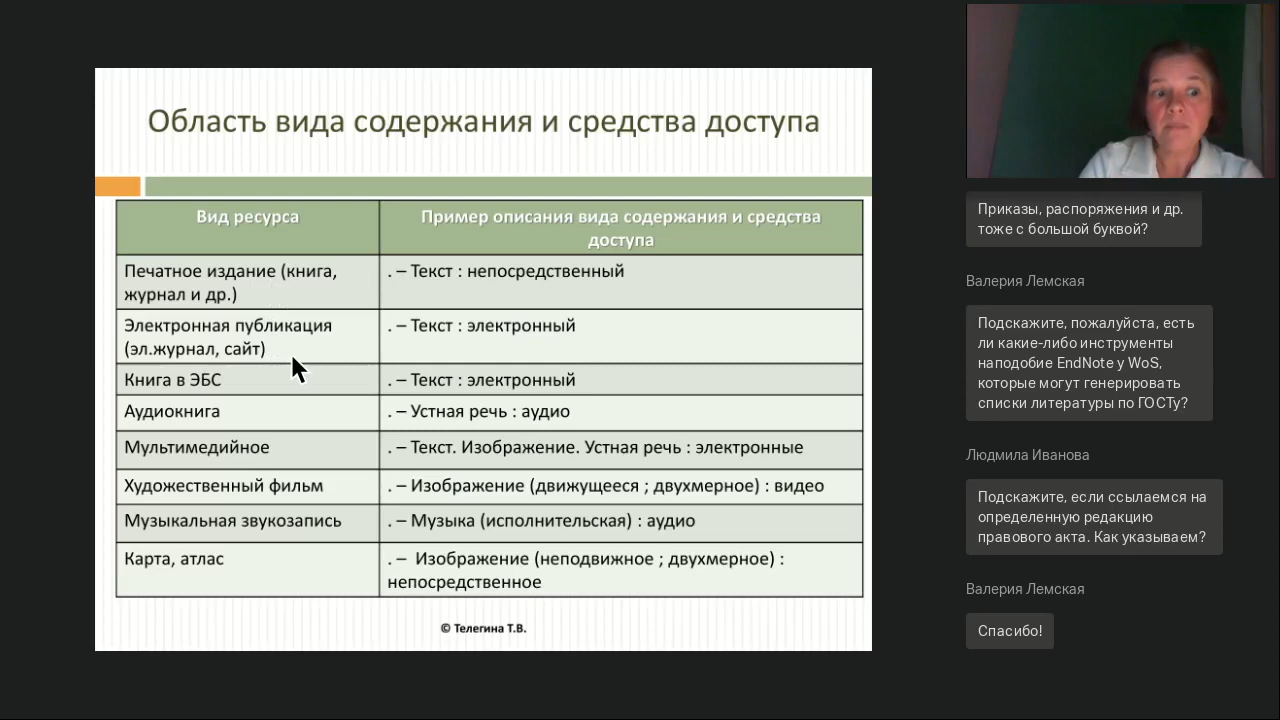 Область вида содержания и средства доступа
Вид ресурса
Пример описания вида содержания и средства
доступа
Печатное издание (книга,
журнал и др.)
. – Текст : непосредственный
Электронная публикация
(эл.журнал, сайт)
. – Текст : электронный
Книга в ЭБС
. – Текст : электронный
Аудиокнига
. – Устная речь : аудио
Мультимедийное
. – Текст. Изображение. Устная речь : электронные
Художественный фильм
. – Изображение (движущееся ; двухмерное) : видео
Музыкальная звукозапись
. – Музыка (исполнительская) : аудио
Карта, атлас
. –  Изображение (неподвижное ; двухмерное) :
непосредственное
© Телегина Т.В.
Приказы, распоряжения и др.
тоже с большой буквой?
Валерия Лемская
Подскажите, пожалуйста, есть
ли какие-либо инструменты
наподобие EndNote у WoS,
которые могут генерировать
списки литературы по ГОСТу?
Людмила Иванова
Подскажите, если ссылаемся на
определенную редакцию
правового акта. Как указываем?
Валерия Лемская
Спасибо!